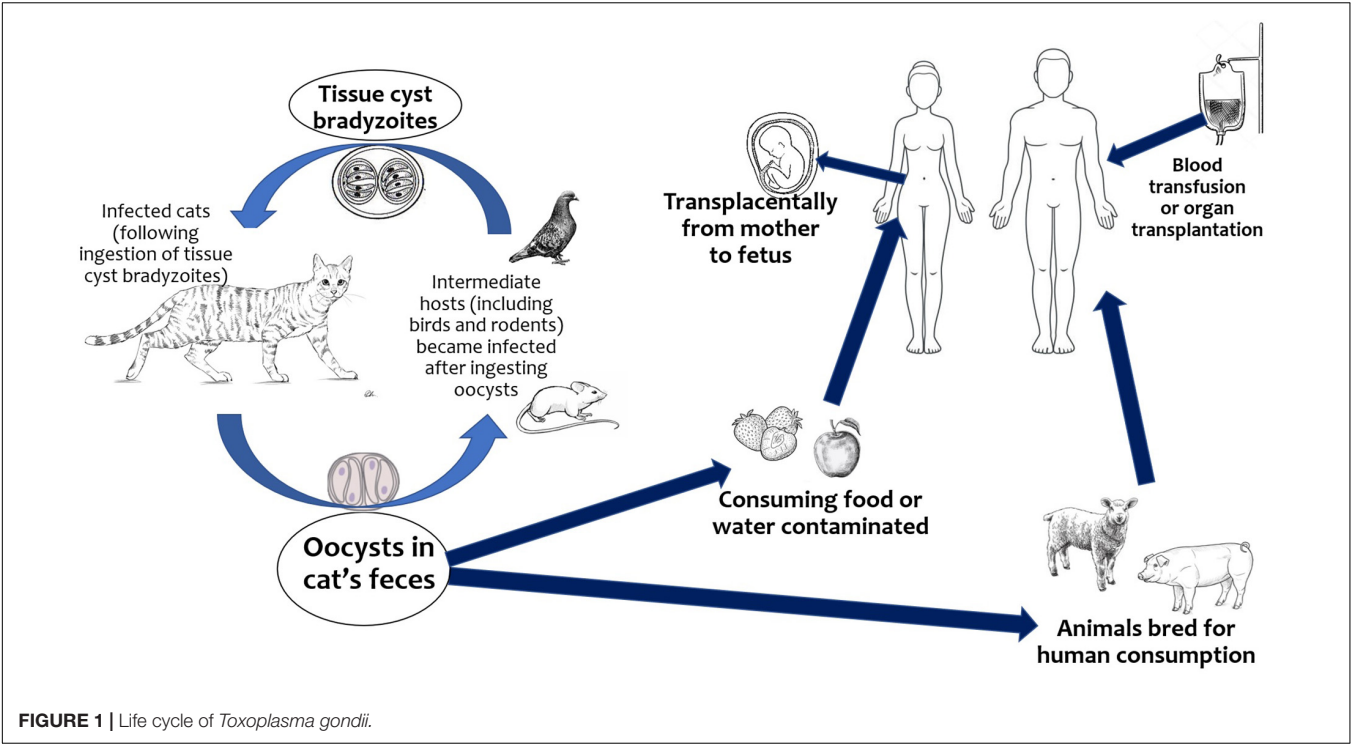 Tissue cyst
bradyzoites
Infected cats
(following
ingestion of tissue
cyst bradyzoites)
Intermediate
hosts (including
birds and rodents)
became infected
after ingesting
oocysts
Oocysts in
cat's feces
Transplacentally
from mother
to fetus
Blood
transfusion
or organ
transplantation
Consuming food or
water contaminated
Animals bred for
human consumption
FIGURE 1 | Life cycle of Toxoplasma gondii.